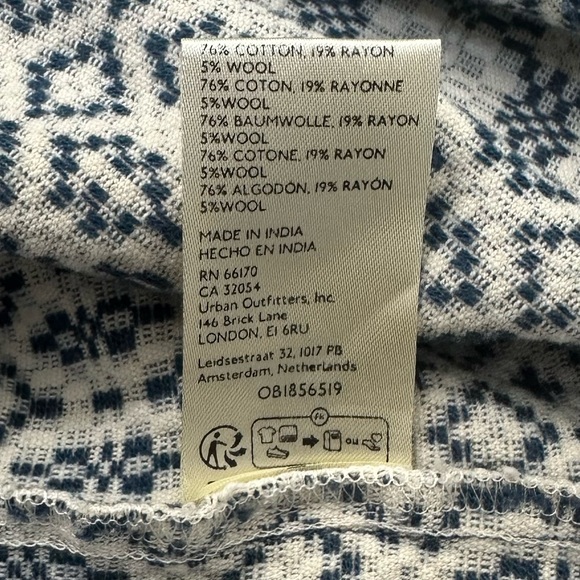 76% COTTON, 19% RAYON
5% WOOL
76% COTON, 19% RAYONNE
5%WOOL
76% BAUMWOLLE, 19% RAYON
5%WOOL
76% COTONE, 19% RAYON
5%WOOL
76% ALGODÓN, 19% RAYÓN
5%WOOL
MADE IN INDIA
HECHO EN INDIA
RN 66170
CA 32054
Urban Outfitters, Inc.
146 Brick Lane
LONDON, E1 6RU
Leidsestraat 32, 1017 PB
Amsterdam, Netherlands
OB1856519
FR
ou